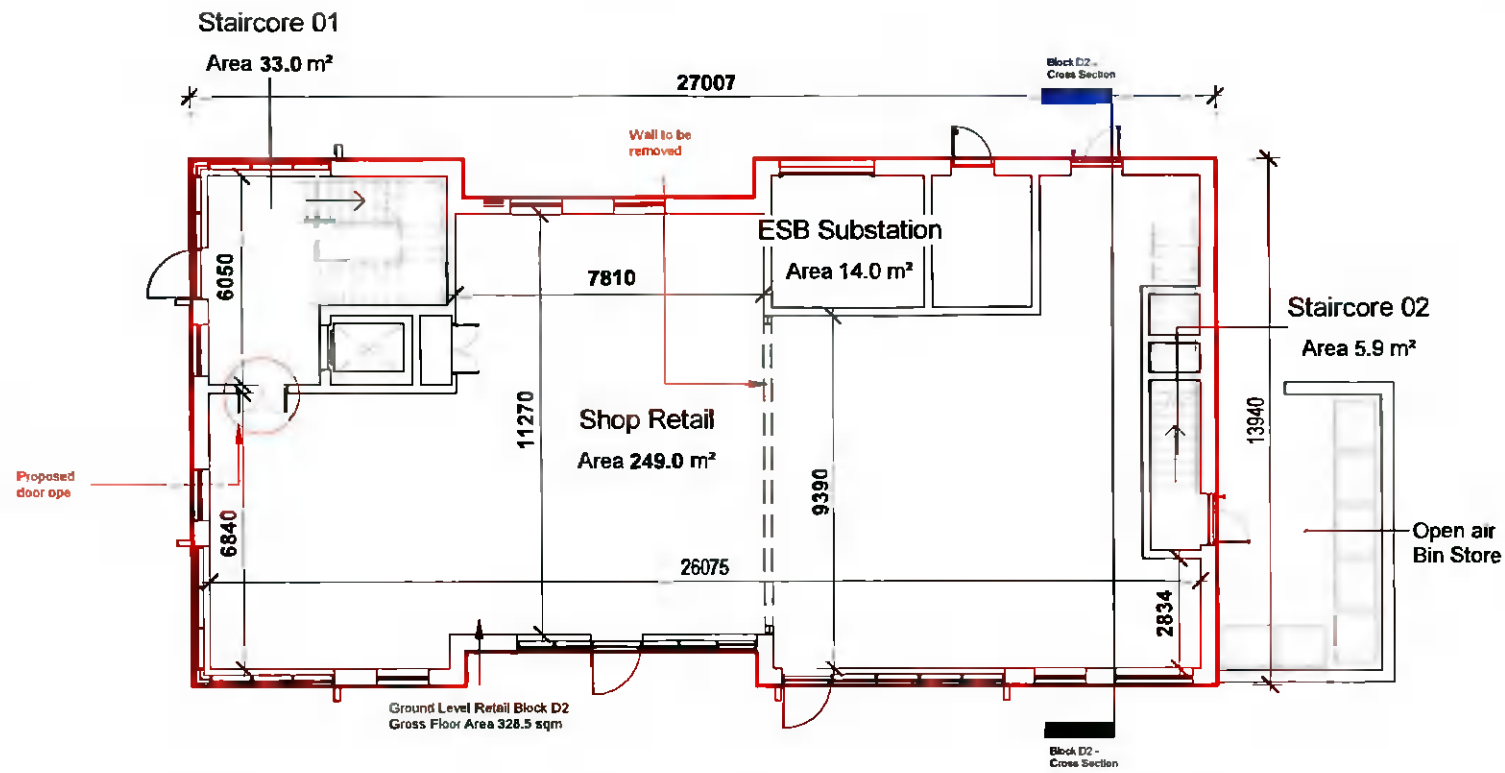 Staircore 01
Area 33.0 m²
27007
Block D2 -
Cross Section
Wall to be
removed
ESB Substation
Area 14.0 m²
7810
6050
Staircore 02
Area 5.9 m²
11270
13940
Shop Retail
Area 249.0 m²
9390
Proposed
door ope
6840
26075
2834
Open air
Bin Store
Ground Level Retail Block D2
Gross Floor Area 328.5 sqm
Block D2 -
Cross Section